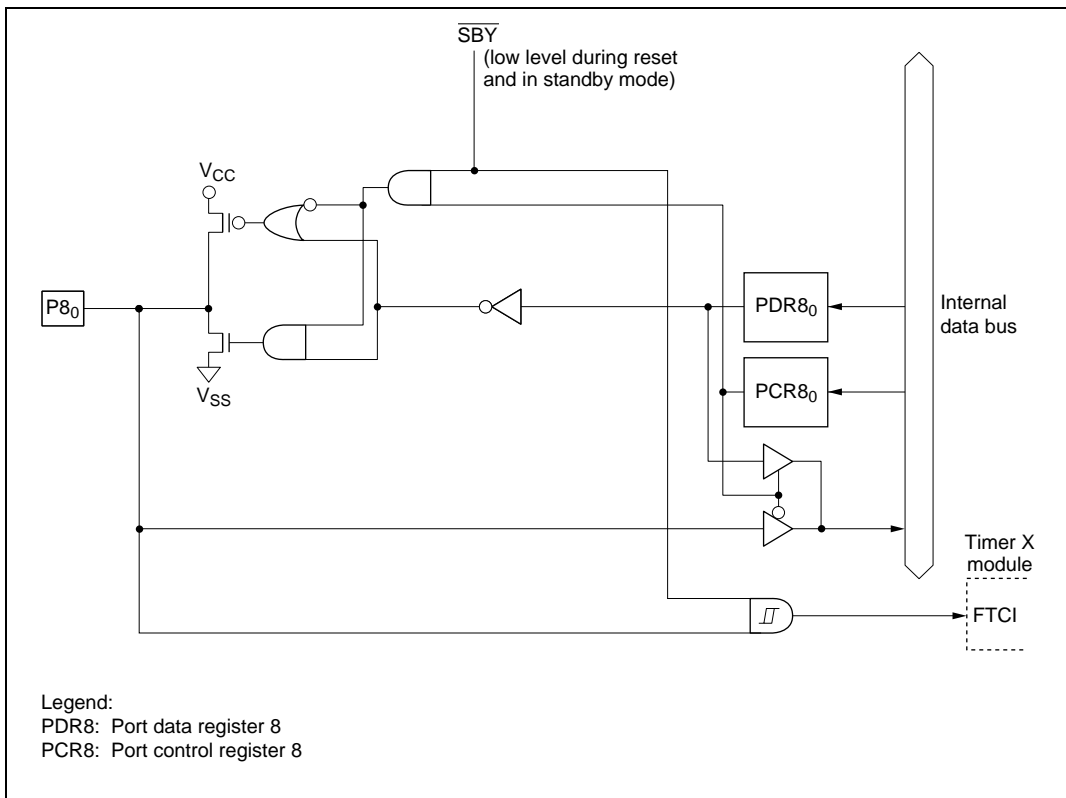 SBY
(low level during reset
and in standby mode)
VCC
P80
VSS
PDR80
PCR80
Internal
data bus
Timer X
module
FTCI
Legend:
PDR8: Port data register 8
PCR8: Port control register 8